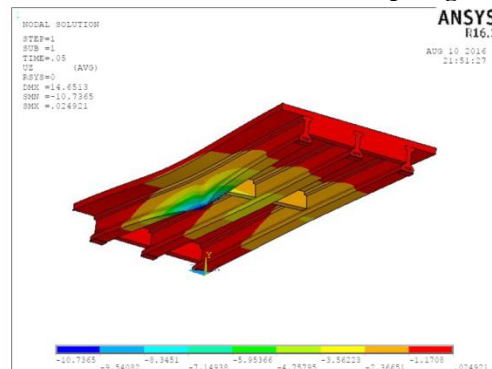 NODAL SOLUTION
STEP=1
SUB =1
TIME=.05
UZ (AVG)
RSYS=0
DMX =14.6513
SMN =-10.7365
SMX =.024921
ANSYS
AUG 10 2016
21:51:27
Y
-10.7365 -8.3451 -5.95366 -3.56223 -1.1708
-9.54082 -7.14938 -4.75795 -2.36651 .024921